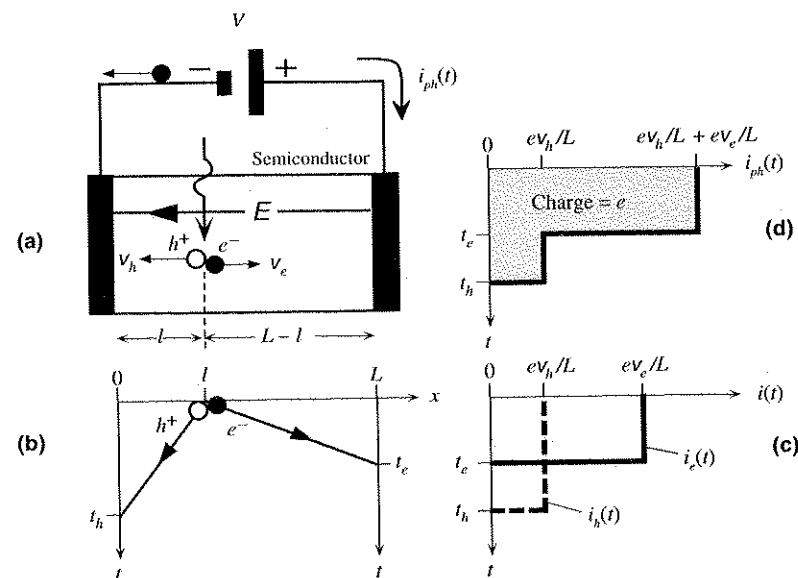 V
− +
i_ph(t)
Semiconductor
E
(a)
h⁺ e⁻
v_h v_e
l L − l
0 l L
x
h⁺ e⁻
(b)
t_e
t_h
t t
0 ev_h/L ev_h/L + ev_e/L
i_ph(t)
Charge = e
(d)
t_e
t_h
t
0 ev_h/L ev_e/L
i(t)
(c)
t_e
i_e(t)
t_h
i_h(t)
t